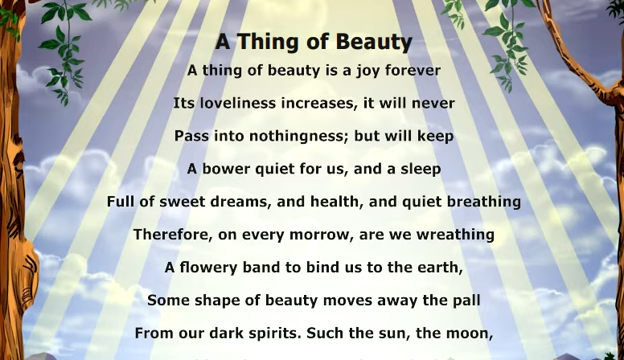 A Thing of Beauty
A thing of beauty is a joy forever
Its loveliness increases, it will never
Pass into nothingness; but will keep
A bower quiet for us, and a sleep
Full of sweet dreams, and health, and quiet breathing
Therefore, on every morrow, are we wreathing
A flowery band to bind us to the earth,
Some shape of beauty moves away the pall
From our dark spirits. Such the sun, the moon,